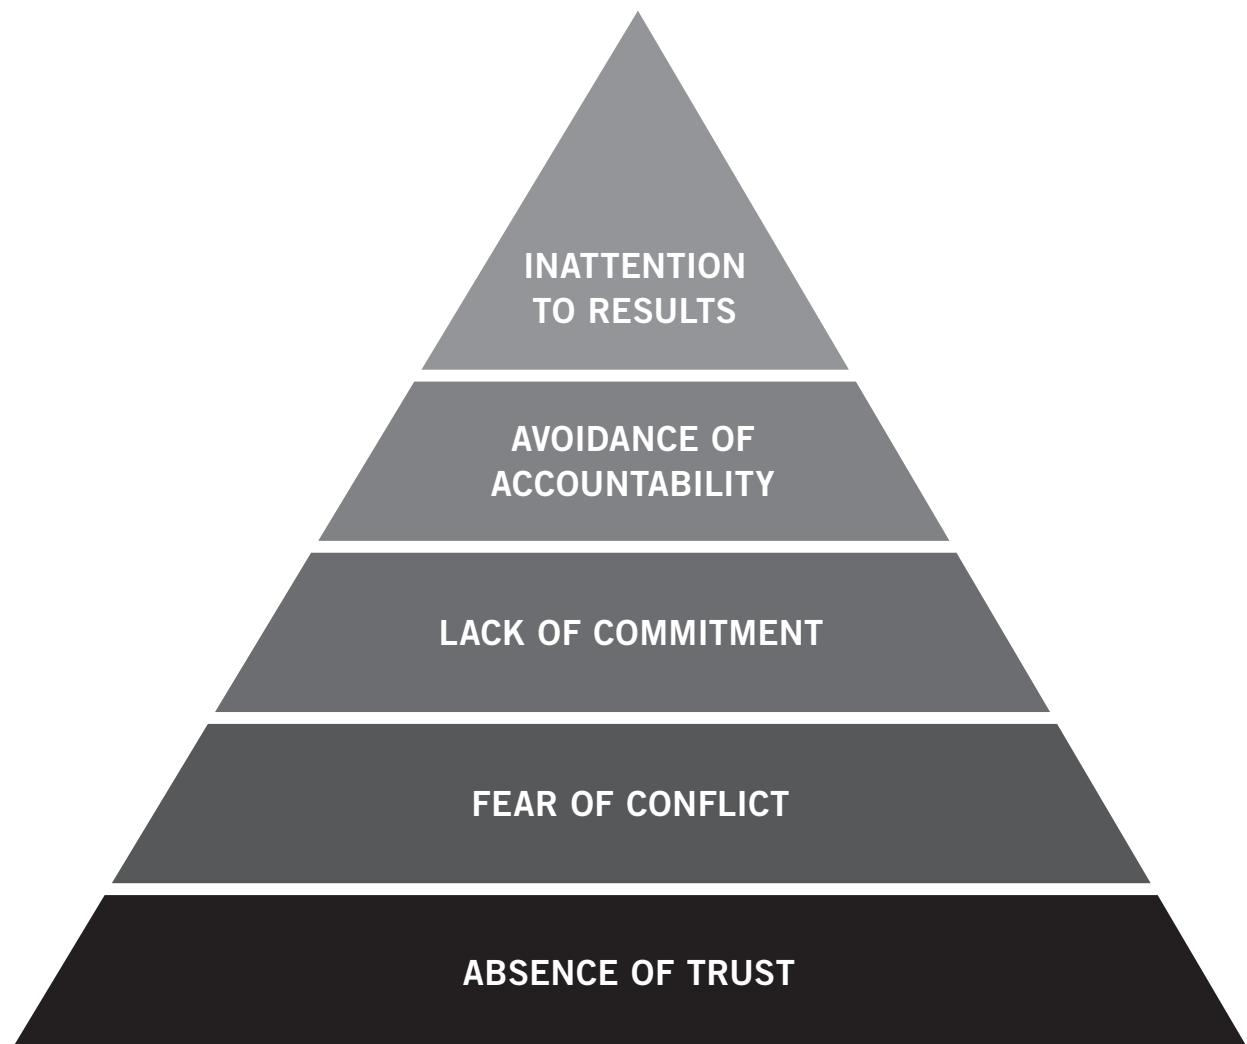 INATTENTION
TO RESULTS
AVOIDANCE OF
ACCOUNTABILITY
LACK OF COMMITMENT
FEAR OF CONFLICT
ABSENCE OF TRUST